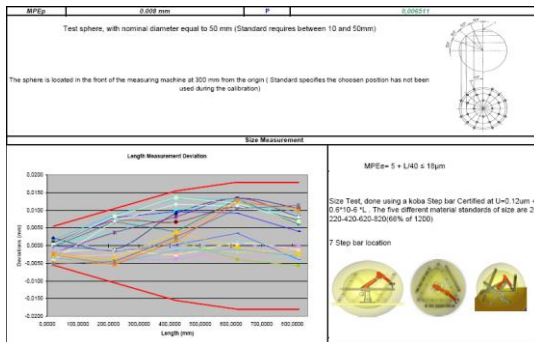 MPEp 0.008 mm P 0,006511
Test sphere, with nominal diameter equal to 50 mm (Standard requires between 10 and 50mm)
The sphere is located in the front of the measuring machine at 300 mm from the origin ( Standard specifies the choosen position has not been
used during the calibration)
Size Measurement
Length Measurement Deviation
MPEe= 5 + L/40 ≤ 18µm
Size Test, done using a koba Step bar Certified at U=0.12um +
0.6*10-6 *L . The five different material standards of size are 2
220-420-620-820(66% of 1200)
7 Step bar location
Deviations (mm)
0,0200
0,0150
0,0100
0,0050
0,0000
-0,0050
-0,0100
-0,0150
-0,0200
0,0000 100,0000 200,0000 300,0000 400,0000 500,0000 600,0000 700,0000 800,0000 900,0000
Length (mm)